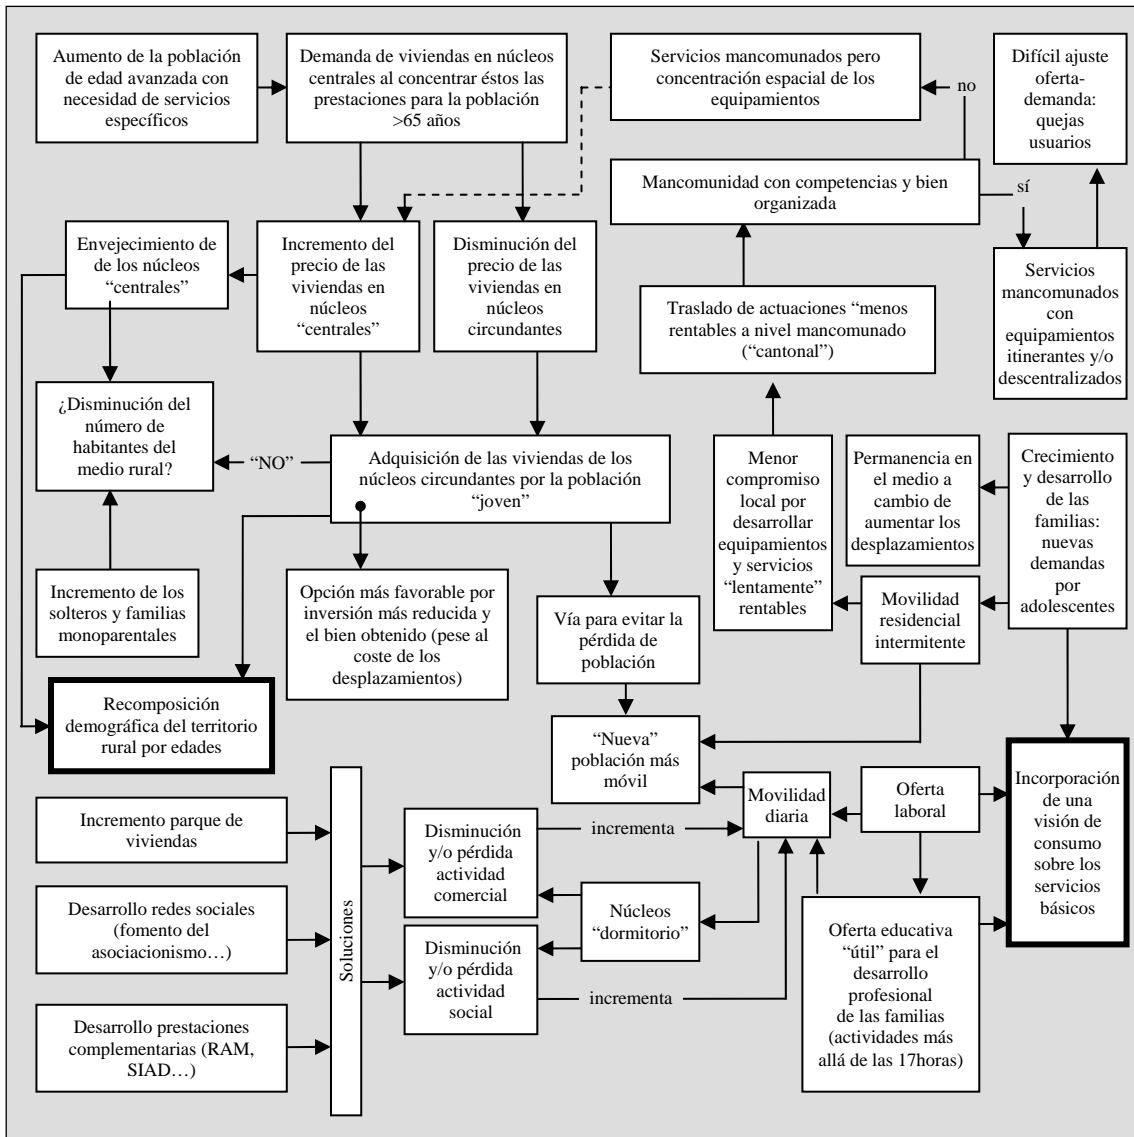 Aumento de la población
de edad avanzada con
necesidad de servicios
específicos
Demanda de viviendas en núcleos
centrales al concentrar éstos las
prestaciones para la población
>65 años
Servicios mancomunados pero
concentración espacial de los
equipamientos
no
Difícil ajuste
oferta-
demanda:
quejas
usuarios
Mancomunidad con competencias y bien
organizada
sí
Envejecimiento de
de los núcleos
“centrales”
Incremento del
precio de las
viviendas en
núcleos
“centrales”
Disminución del
precio de las
viviendas en
núcleos
circundantes
Traslado de actuaciones “menos
rentables a nivel mancomunado
(“cantonal”)
Servicios
mancomunados
con
equipamientos
itinerantes y/o
descentralizados
¿Disminución del
número de
habitantes del
medio rural?
“NO”
Adquisición de las viviendas de los
núcleos circundantes por la población
“joven”
Menor
compromiso
local por
desarrollar
equipamientos
y servicios
“lentamente”
rentables
Permanencia en
el medio a
cambio de
aumentar los
desplazamientos
Crecimiento
y desarrollo
de las
familias:
nuevas
demandas
por
adolescentes
Incremento de los
solteros y familias
monoparentales
Opción más favorable por
inversión más reducida y
el bien obtenido (pese al
coste de los
desplazamientos)
Vía para evitar la
pérdida de
población
Movilidad
residencial
intermitente
Recomposición
demográfica del territorio
rural por edades
“Nueva”
población más
móvil
Movilidad
diaria
Oferta
laboral
Incorporación
de una
visión de
consumo
sobre los
servicios
básicos
Incremento parque de
viviendas
Desarrollo redes sociales
(fomento del
asociacionismo…)
Desarrollo prestaciones
complementarias (RAM,
SIAD…)
Soluciones
Disminución
y/o pérdida
actividad
comercial
incrementa
Núcleos
“dormitorio”
Disminución
y/o pérdida
actividad
social
incrementa
Oferta educativa
“útil” para el
desarrollo
profesional
de las familias
(actividades más
allá de las 17horas)